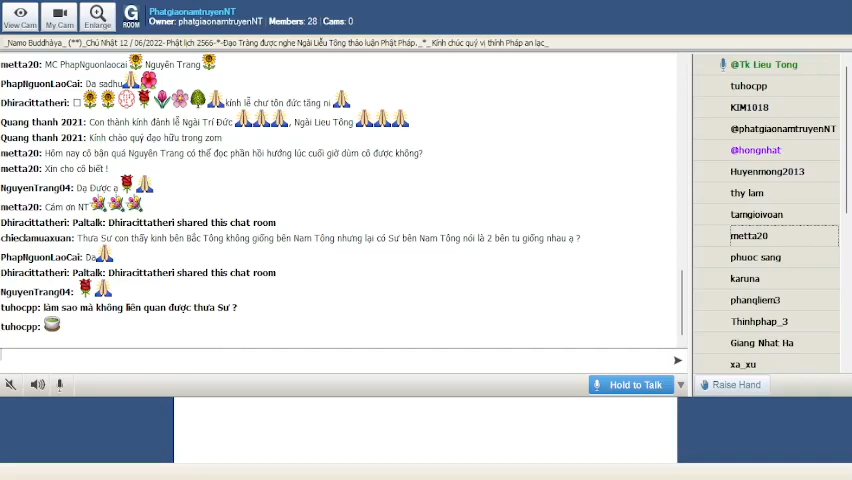 View Cam
My Cam
Enlarge
G
ROOM
PhatgiaonamtruyenNT
Owner: phatgiaonamtruyenNT | Members: 28 | Cams: 0
_Namo Buddhàya_ (**)_Chủ Nhật 12 / 06/2022- Phật lịch 2566-*-Đạo Tràng được nghe Ngài Liễu Tông thảo luận Phật Pháp. _*_ Kính chúc quý vị thính Pháp an lạc_
metta20: MC PhapNguonlaocai Nguyên Trang
PhapNguonLaoCai: Da sadhu
Dhiracittatheri: □ kính lễ chư tôn đức tăng ni
Quang thanh 2021: Con thành kính đảnh lễ Ngài Trí Đức , Ngài Lieu Tông
Quang thanh 2021: Kính chào quý đạo hữu trong zom
metta20: Hôm nay cô bận quá Nguyên Trang có thể đọc phần hồi hướng lúc cuối giờ dùm cô được không?
metta20: Xin cho cô biết !
NguyenTrang04: Dạ Được ạ
metta20: Cám ơn NT
Dhiracittatheri: Paltalk: Dhiracittatheri shared this chat room
chieclamuaxuan: Thưa Sư con thấy kinh bên Bắc Tông không giống bên Nam Tông nhưng lại có Sư bên Nam Tông nói là 2 bên tu giống nhau ạ ?
PhapNguonLaoCai: Da
Dhiracittatheri: Paltalk: Dhiracittatheri shared this chat room
NguyenTrang04:
tuhocpp: làm sao mà không liên quan được thưa Sư ?
tuhocpp:
@Tk Lieu Tong
tuhocpp
KIM1018
@phatgiaonamtruyenNT
@hongnhat
Huyenmong2013
thy lam
tamgioivoan
metta20
phuoc sang
karuna
phanqliem3
Thinhphap_3
Giang Nhat Ha
xa_xu
Hold to Talk
Raise Hand